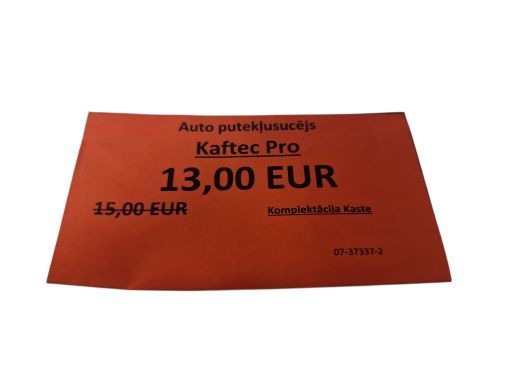 Auto putekļusucējs
Kaftec Pro
13,00 EUR
15,00 EUR
Komplektācija Kaste
07-37337-2